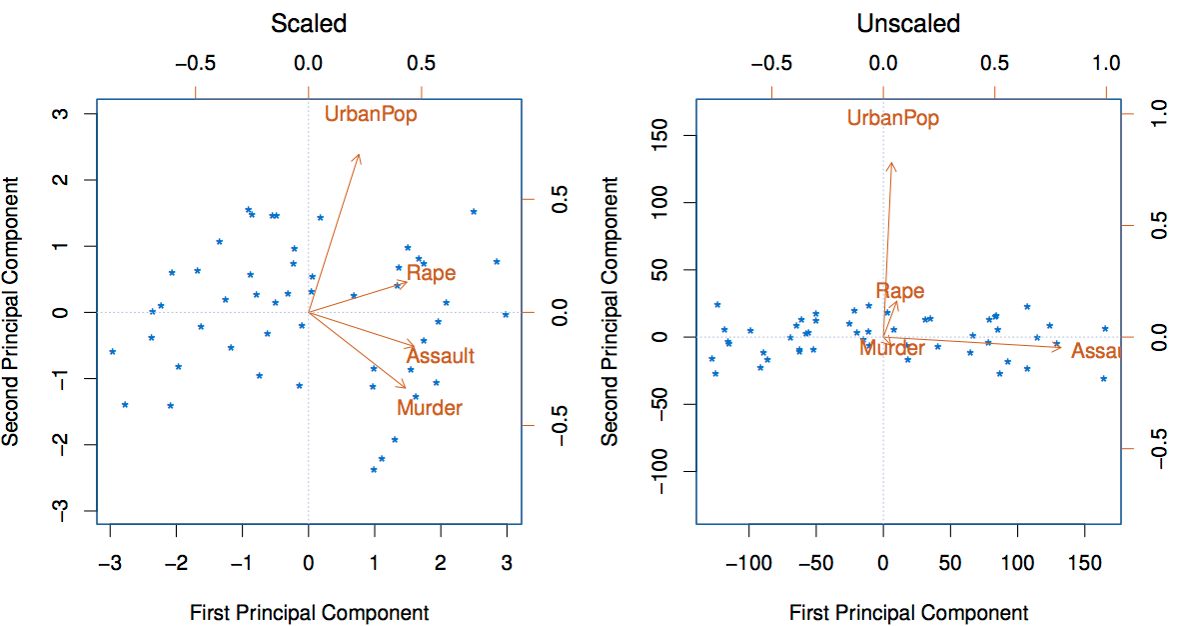 Scaled
−0.5 0.0 0.5
UrbanPop
Rape
Assault
Murder
3
2
1
0
−1
−2
−3
Second Principal Component
0.5
0.0
−0.5
−3 −2 −1 0 1 2 3
First Principal Component
Unscaled
−0.5 0.0 0.5 1.0
UrbanPop
Rape
Murder
Assau
150
100
50
0
−50
−100
Second Principal Component
1.0
0.5
0.0
−0.5
−100 −50 0 50 100 150
First Principal Component